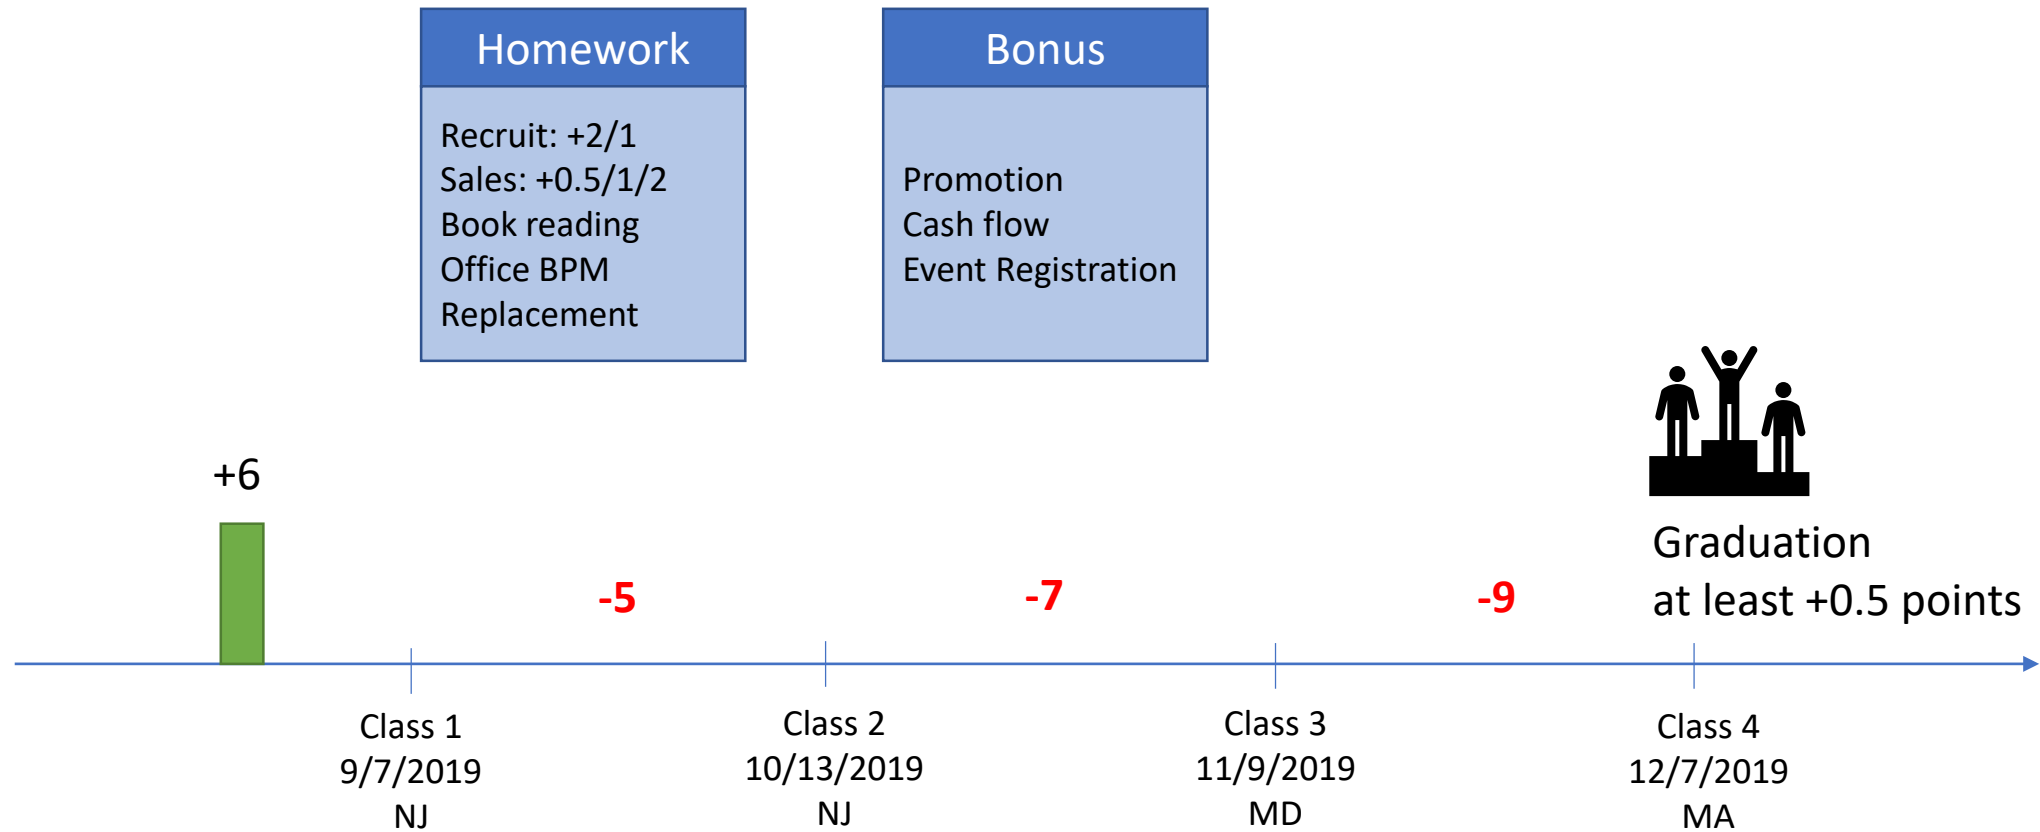 Homework
Recruit: +2/1
Sales: +0.5/1/2
Book reading
Office BPM
Replacement
Bonus
Promotion
Cash flow
Event Registration
+6
-5
-7
-9
Graduation
at least +0.5 points
Class 1
9/7/2019
NJ
Class 2
10/13/2019
NJ
Class 3
11/9/2019
MD
Class 4
12/7/2019
MA